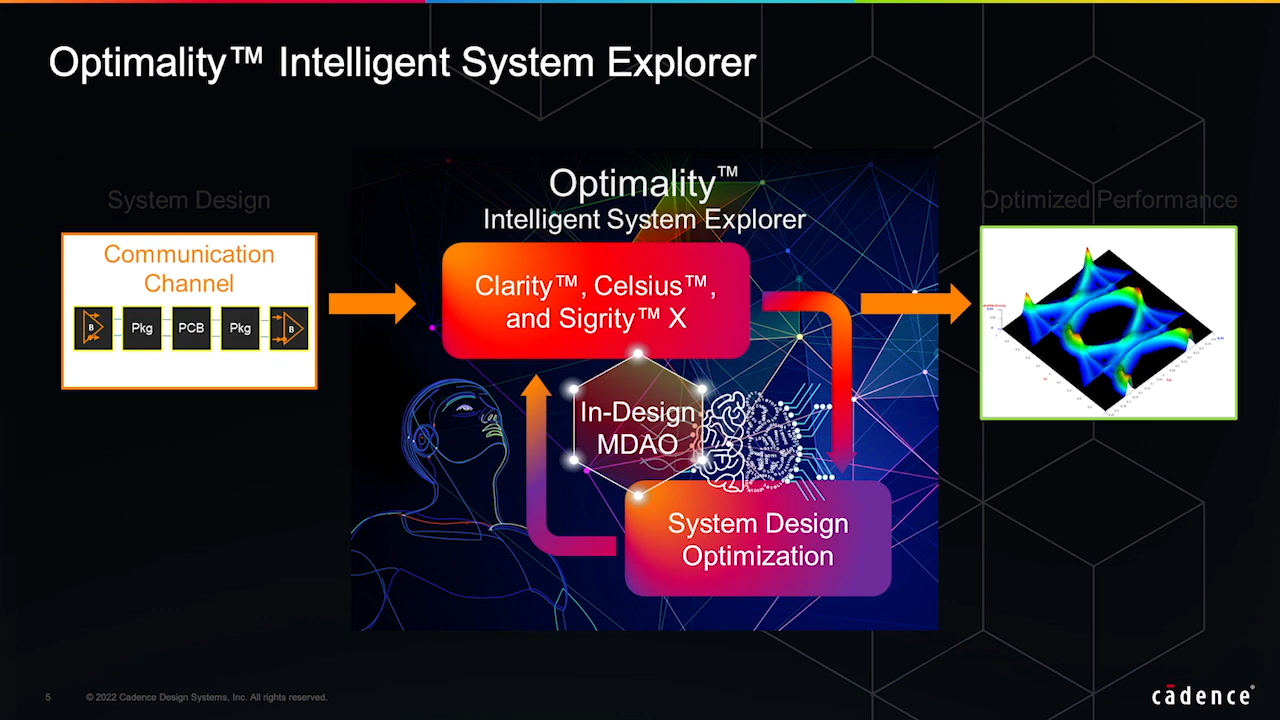 Optimality™ Intelligent System Explorer
System Design
Communication
Channel
B
Pkg
PCB
Pkg
B
Optimality™
Intelligent System Explorer
Clarity™, Celsius™,
and Sigrity™ X
In-Design
MDAO
System Design
Optimization
Optimized Performance
5
© 2022 Cadence Design Systems, Inc. All rights reserved.
cādence®